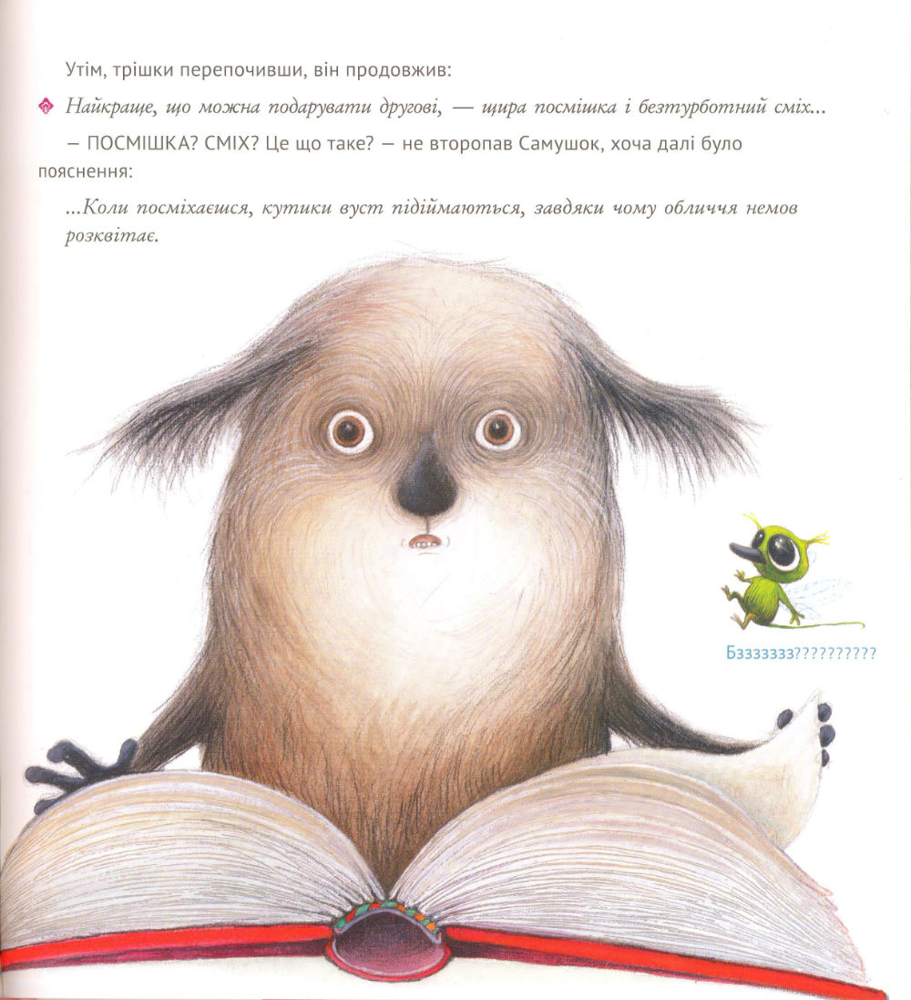 Утім, трішки перепочивши, він продовжив:
Найкраще, що можна подарувати другові, — щира посмішка і безтурботний сміх...
— ПОСМІШКА? СМІХ? Це що таке? — не второпав Самушок, хоча далі було
пояснення:
...Коли посміхаєшся, кутики вуст підіймаються, завдяки чому обличчя немов
розквітає.
Бззззззз??????????